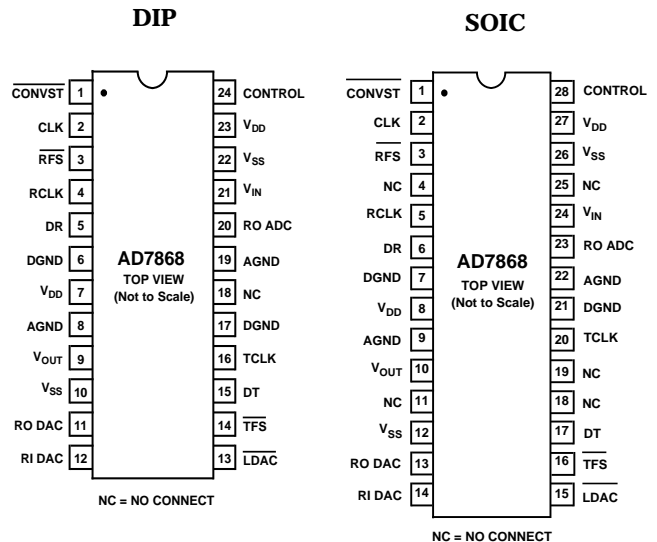 DIP
SOIC
CONVST 1
24 CONTROL
CLK 2
23 VDD
RFS 3
22 VSS
RCLK 4
21 VIN
DR 5
20 RO ADC
DGND 6
19 AGND
VDD 7
18 NC
AGND 8
17 DGND
VOUT 9
16 TCLK
VSS 10
15 DT
RO DAC 11
14 TFS
RI DAC 12
13 LDAC
AD7868
TOP VIEW
(Not to Scale)
NC = NO CONNECT
CONVST 1
28 CONTROL
CLK 2
27 VDD
RFS 3
26 VSS
NC 4
25 NC
RCLK 5
24 VIN
DR 6
23 RO ADC
DGND 7
22 AGND
VDD 8
21 DGND
AGND 9
20 TCLK
VOUT 10
19 NC
NC 11
18 NC
VSS 12
17 DT
RO DAC 13
16 TFS
RI DAC 14
15 LDAC
AD7868
TOP VIEW
(Not to Scale)
NC = NO CONNECT